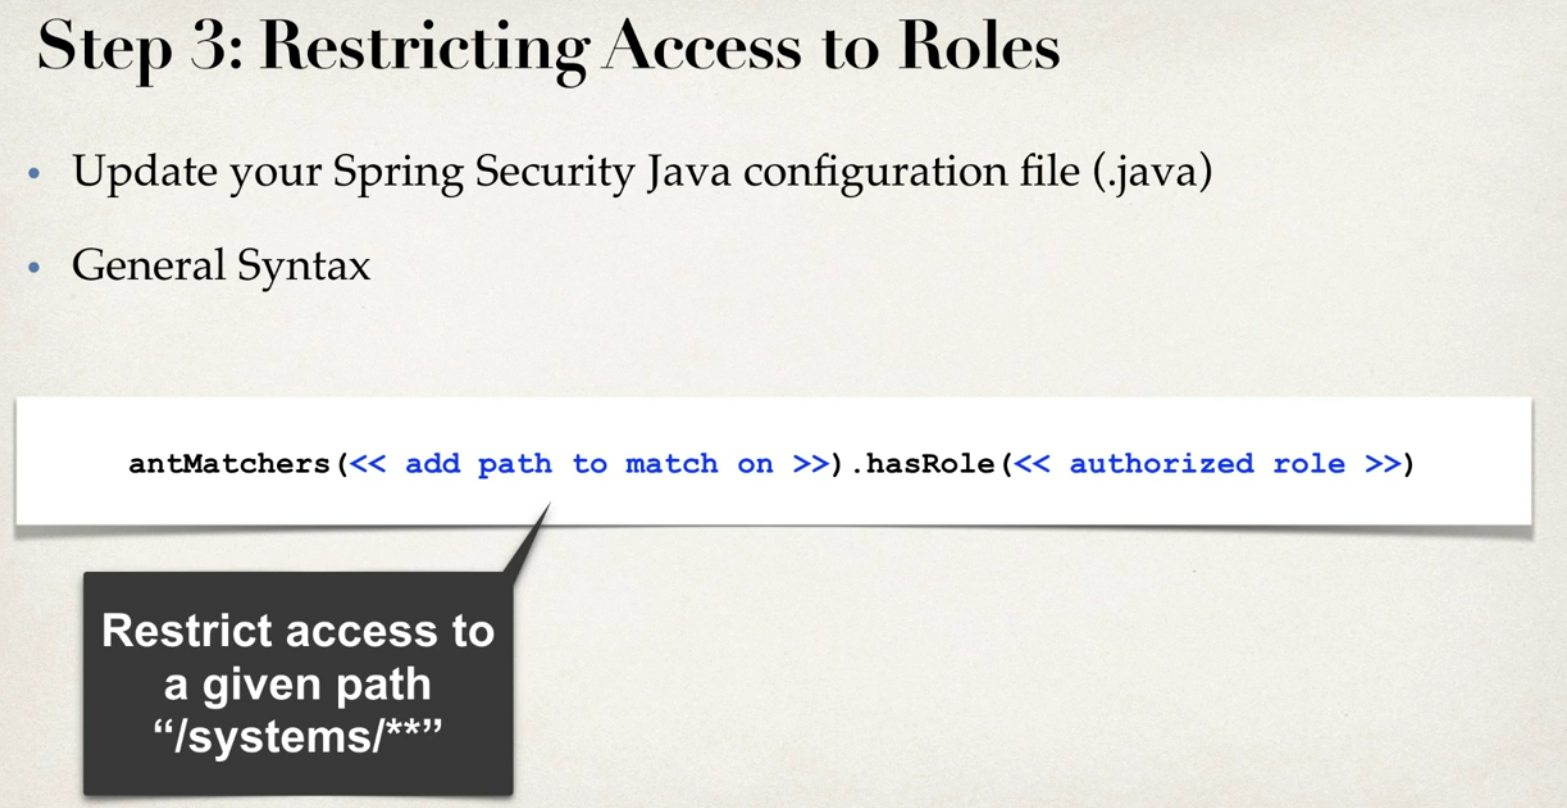 Step 3: Restricting Access to Roles
• Update your Spring Security Java configuration file (.java)
• General Syntax
antMatchers(<< add path to match on >>).hasRole(<< authorized role >>)
Restrict access to
a given path
“/systems/**”